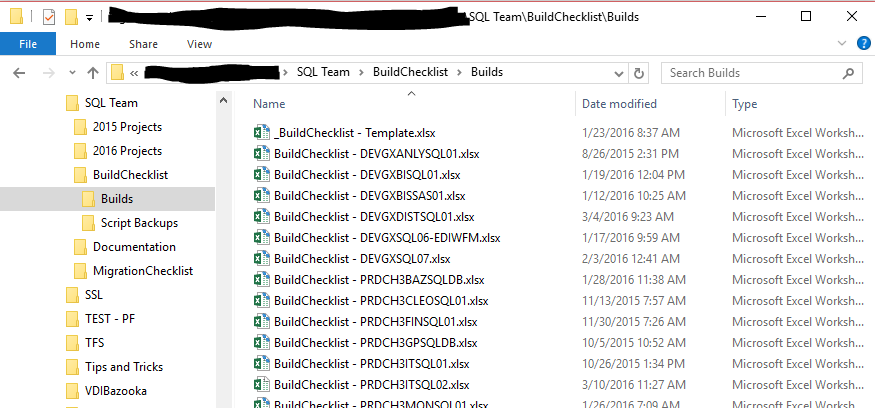 SQL Team\BuildChecklist\Builds
File Home Share View
« SQL Team > BuildChecklist > Builds Search Builds
SQL Team
2015 Projects
2016 Projects
BuildChecklist
Builds
Script Backups
Documentation
MigrationChecklist
SSL
TEST - PF
TFS
Tips and Tricks
VDIBazooka
Name Date modified Type
_BuildChecklist - Template.xlsx 1/23/2016 8:37 AM Microsoft Excel Worksh...
BuildChecklist - DEVGXANLYSQL01.xlsx 8/26/2015 2:31 PM Microsoft Excel Worksh...
BuildChecklist - DEVGXBISQL01.xlsx 1/19/2016 12:04 PM Microsoft Excel Worksh...
BuildChecklist - DEVGXBISSAS01.xlsx 1/12/2016 10:25 AM Microsoft Excel Worksh...
BuildChecklist - DEVGXDISTSQL01.xlsx 3/4/2016 9:23 AM Microsoft Excel Worksh...
BuildChecklist - DEVGXSQL06-EDIWFM.xlsx 1/17/2016 9:59 AM Microsoft Excel Worksh...
BuildChecklist - DEVGXSQL07.xlsx 2/3/2016 12:41 AM Microsoft Excel Worksh...
BuildChecklist - PRDCH3BAZSQLDB.xlsx 1/28/2016 11:38 AM Microsoft Excel Worksh...
BuildChecklist - PRDCH3CLEOSQL01.xlsx 11/13/2015 7:57 AM Microsoft Excel Worksh...
BuildChecklist - PRDCH3FINSQL01.xlsx 11/30/2015 7:26 AM Microsoft Excel Worksh...
BuildChecklist - PRDCH3GPSQLDB.xlsx 10/5/2015 10:52 AM Microsoft Excel Worksh...
BuildChecklist - PRDCH3ITSQL01.xlsx 10/26/2015 1:34 PM Microsoft Excel Worksh...
BuildChecklist - PRDCH3ITSQL02.xlsx 3/10/2016 11:27 AM Microsoft Excel Worksh...
BuildChecklist - PRDCH3MONSQL01.xlsx 1/26/2016 7:09 AM Microsoft Excel Worksh...